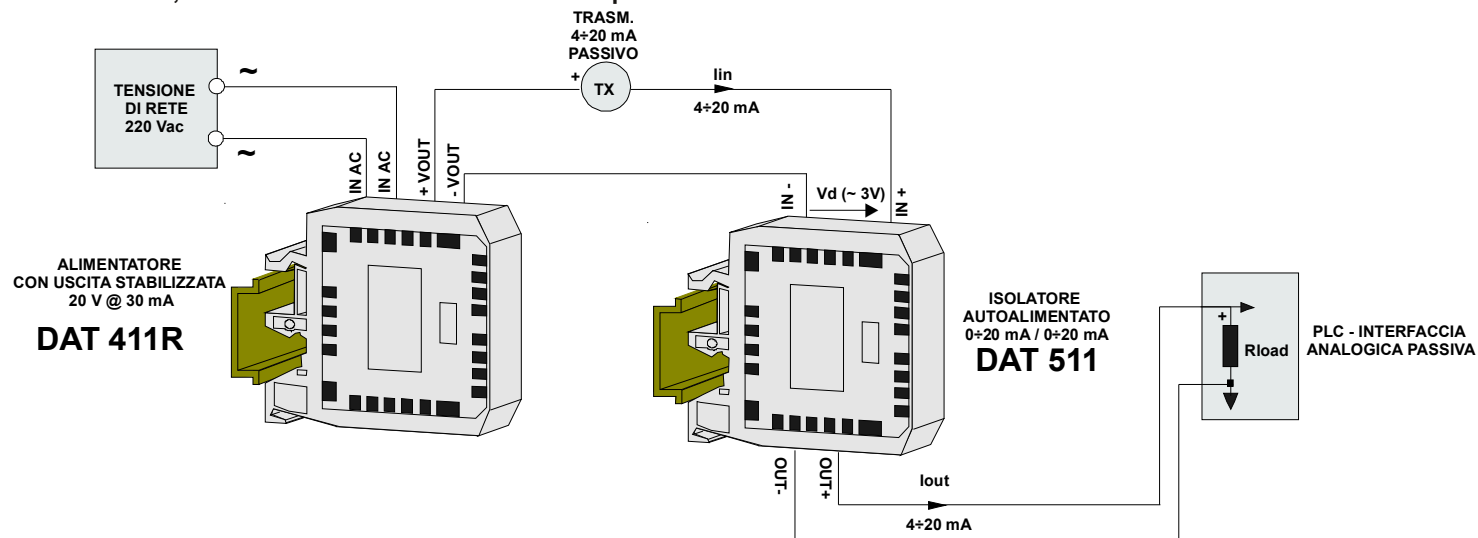 TRASM.
4÷20 mA
PASSIVO
+
TX
Iin
4÷20 mA
~
TENSIONE
DI RETE
220 Vac
~
IN AC
IN AC
+ VOUT
- VOUT
IN -
Vd (~ 3V)
IN +
ALIMENTATORE
CON USCITA STABILIZZATA
20 V @ 30 mA
DAT 411R
ISOLATORE
AUTOALIMENTATO
0÷20 mA / 0÷20 mA
DAT 511
+
Rload
PLC - INTERFACCIA
ANALOGICA PASSIVA
OUT-
OUT+
Iout
4÷20 mA